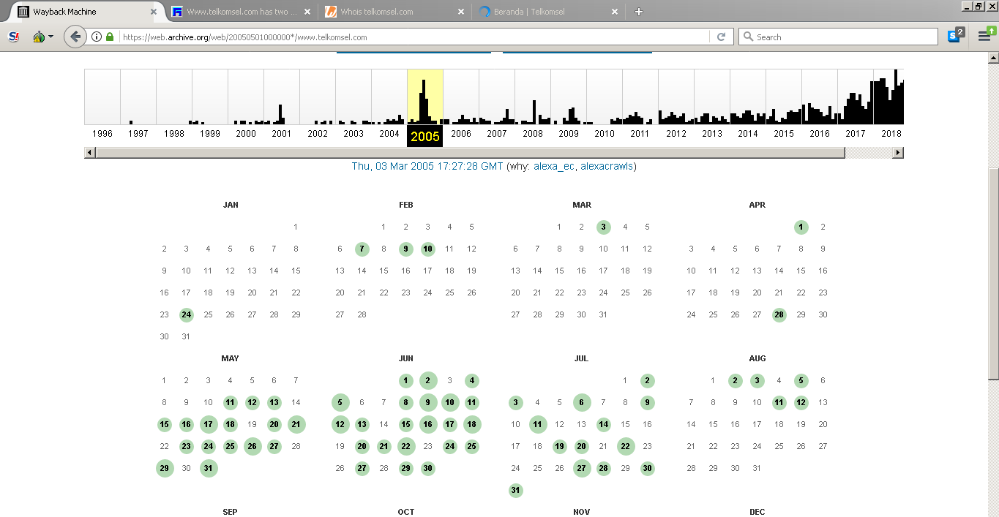 Wayback Machine
Www.telkomsel.com has two ...
Whois telkomsel.com
Beranda | Telkomsel
https://web.archive.org/web/20050501000000*/www.telkomsel.com
Search
2
1996 1997 1998 1999 2000 2001 2002 2003 2004 2005 2006 2007 2008 2009 2010 2011 2012 2013 2014 2015 2016 2017 2018
Thu, 03 Mar 2005 17:27:28 GMT (why: alexa_ec, alexacrawls)
JAN
1
2 3 4 5 6 7 8
9 10 11 12 13 14 15
16 17 18 19 20 21 22
23 24 25 26 27 28 29
30 31
FEB
1 2 3 4 5
6 7 8 9 10 11 12
13 14 15 16 17 18 19
20 21 22 23 24 25 26
27 28
MAR
1 2 3 4 5
6 7 8 9 10 11 12
13 14 15 16 17 18 19
20 21 22 23 24 25 26
27 28 29 30 31
APR
1 2
3 4 5 6 7 8 9
10 11 12 13 14 15 16
17 18 19 20 21 22 23
24 25 26 27 28 29 30
MAY
1 2 3 4 5 6 7
8 9 10 11 12 13 14
15 16 17 18 19 20 21
22 23 24 25 26 27 28
29 30 31
JUN
1 2 3 4
5 6 7 8 9 10 11
12 13 14 15 16 17 18
19 20 21 22 23 24 25
26 27 28 29 30
JUL
1 2
3 4 5 6 7 8 9
10 11 12 13 14 15 16
17 18 19 20 21 22 23
24 25 26 27 28 29 30
31
AUG
1 2 3 4 5 6
7 8 9 10 11 12 13
14 15 16 17 18 19 20
21 22 23 24 25 26 27
28 29 30 31
SEP
OCT
NOV
DEC